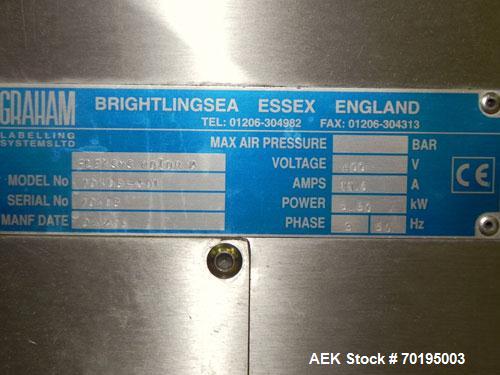 GRAHAM
LABELLING
SYSTEMS LTD
BRIGHTLINGSEA ESSEX ENGLAND
TEL: 01206-304982 FAX: 01206-304313
MAX AIR PRESSURE BAR
VOLTAGE 400 V
MODEL No AMPS A
SERIAL No POWER kW
MANF DATE PHASE 3 50 Hz
CE
AEK Stock # 70195003